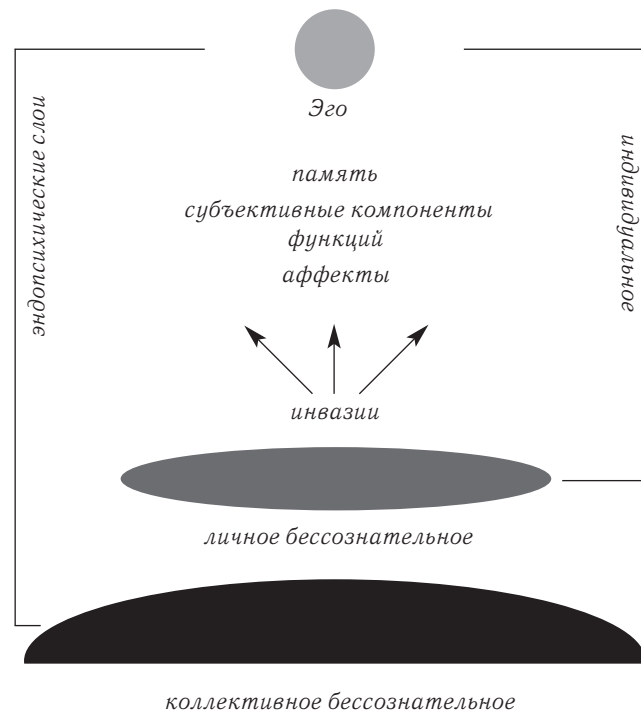 Эго
эндопсихические слои
индивидуальное
память
субъективные компоненты
функций
аффекты
инвазии
личное бессознательное
коллективное бессознательное